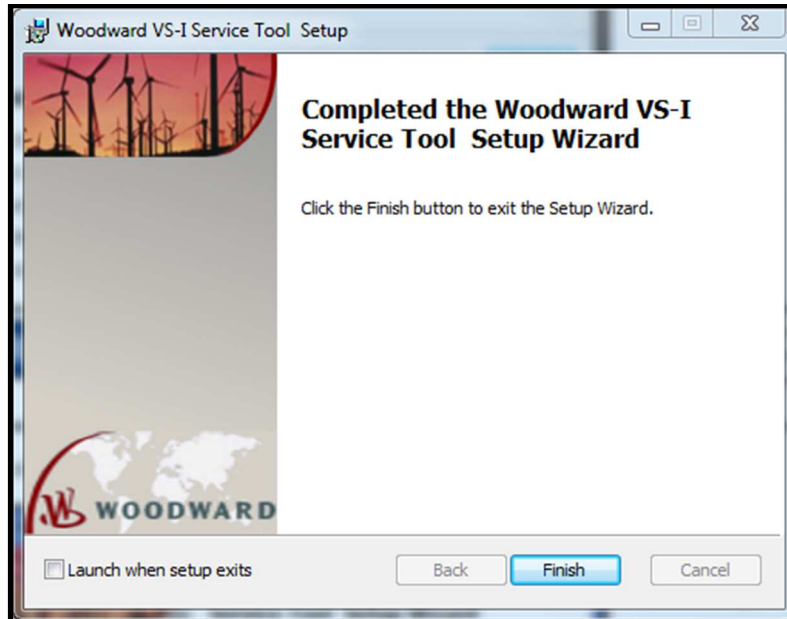 Woodward VS-I Service Tool  Setup
Completed the Woodward VS-I
Service Tool  Setup Wizard
Click the Finish button to exit the Setup Wizard.
WOODWARD
Launch when setup exits
Back
Finish
Cancel